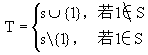 T = { s∪{1}, 若1∉S
s\{1}, 若1∈S